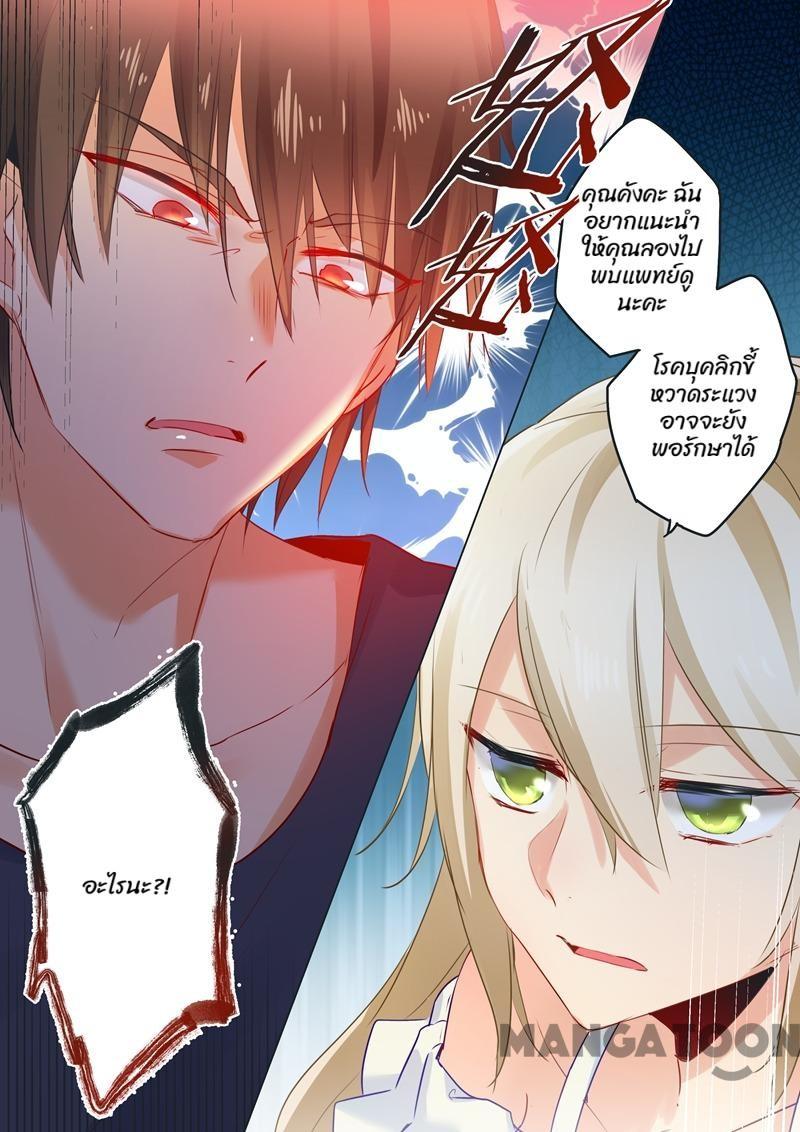 คุณคังคะ ฉัน
อยากแนะนำ
ให้คุณลองไป
พบแพทย์ดู
นะคะ
โรคบุคลิกขี้
หวาดระแวง
อาจจะยัง
พอรักษาได้
อะไรนะ?!
MANGATOON